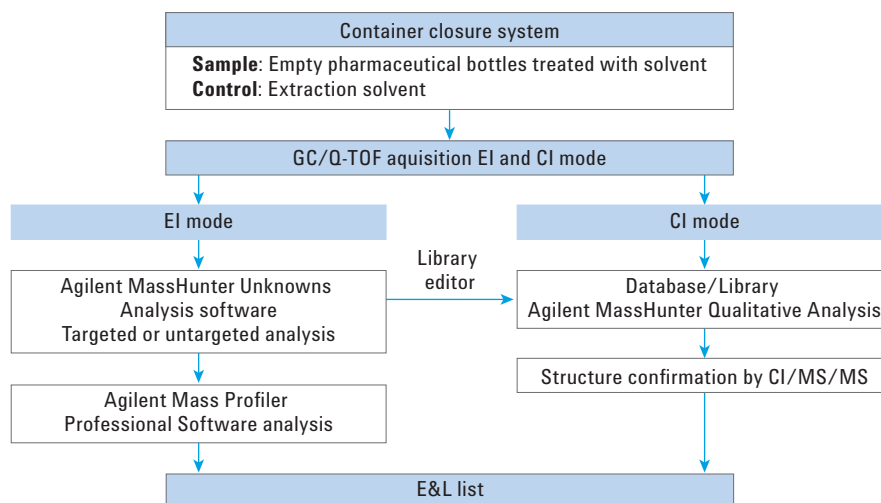 Container closure system
Sample: Empty pharmaceutical bottles treated with solvent
Control: Extraction solvent
GC/Q-TOF aquisition EI and CI mode
EI mode
CI mode
Agilent MassHunter Unknowns
Analysis software
Targeted or untargeted analysis
Library
editor
Database/Library
Agilent MassHunter Qualitative Analysis
Agilent Mass Profiler
Professional Software analysis
Structure confirmation by CI/MS/MS
E&L list